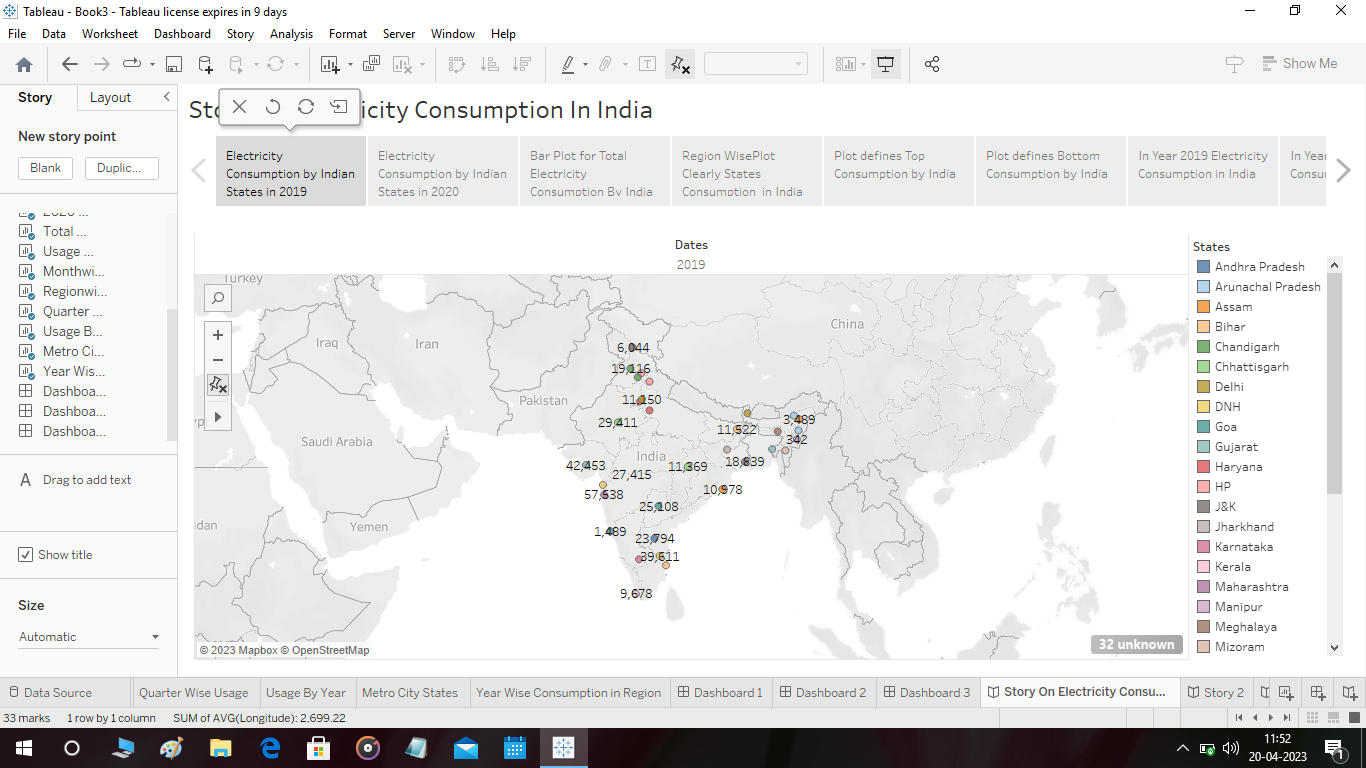 Tableau - Book3 - Tableau license expires in 9 days
File Data Worksheet Dashboard Story Analysis Format Server Window Help
Show Me
Story Layout
New story point
Blank Duplic...
Total ...
Usage ...
Monthwi...
Regionwi...
Quarter ...
Usage B...
Metro Ci...
Year Wis...
Dashboa...
Dashboa...
Dashboa...
A Drag to add text
Show title
Size
Automatic
icity Consumption In India
Electricity
Consumption by Indian
States in 2019
Electricity
Consumption by Indian
States in 2020
Bar Plot for Total
Electricity
Consumption By India
Region WisePlot
Clearly States
Consumption in India
Plot defines Top
Consumption by India
Plot defines Bottom
Consumption by India
In Year 2019 Electricity
Consumption in India
Dates
2019
Turkey
China
Iraq
Iran
Pakistan
Saudi Arabia
India
Yemen
6,044
19,116
11,150
29,411
3,489
11,522
342
42,453
27,415
11,369
18,839
57,638
10,978
25,108
1,489
23,794
39,611
9,678
32 unknown
© 2023 Mapbox © OpenStreetMap
States
Andhra Pradesh
Arunachal Pradesh
Assam
Bihar
Chandigarh
Chhattisgarh
Delhi
DNH
Goa
Gujarat
Haryana
HP
J&K
Jharkhand
Karnataka
Kerala
Maharashtra
Manipur
Meghalaya
Mizoram
Data Source Quarter Wise Usage Usage By Year Metro City States Year Wise Consumption in Region Dashboard 1 Dashboard 2 Dashboard 3 Story On Electricity Consu... Story 2
33 marks 1 row by 1 column SUM of AVG(Longitude): 2,699.22
11:52
20-04-2023
1